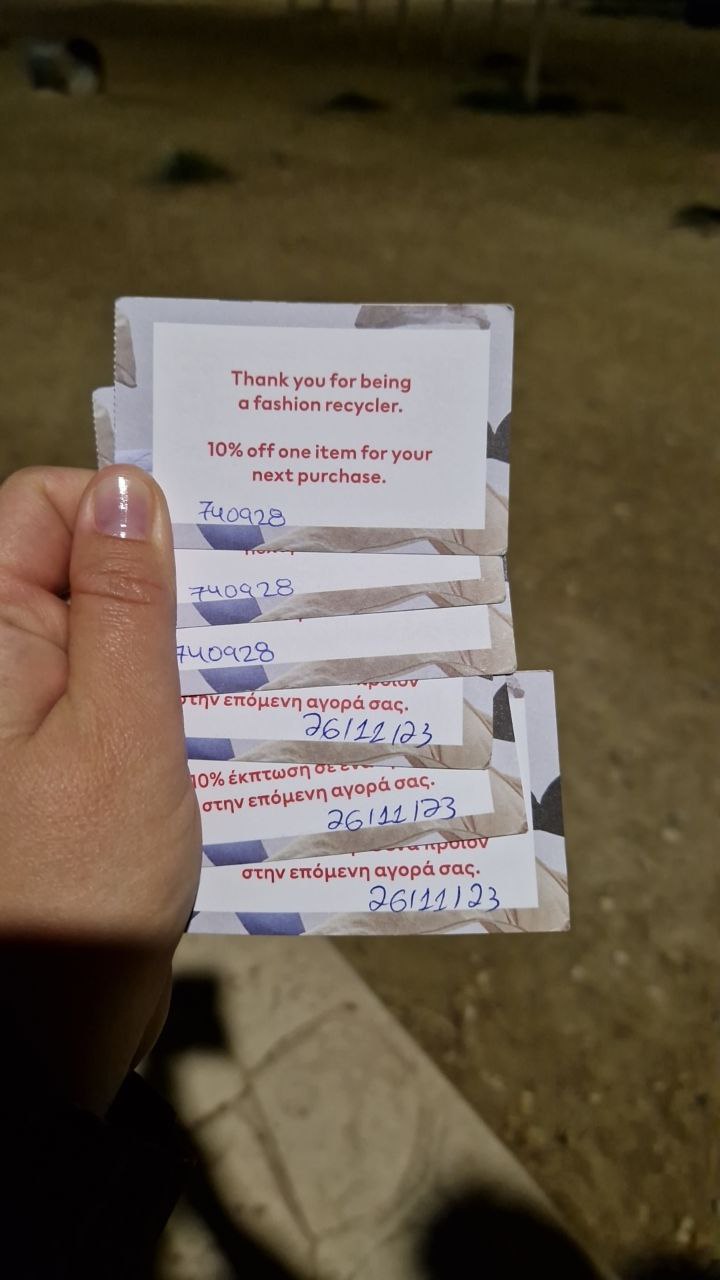 Thank you for being
a fashion recycler.
10% off one item for your
next purchase.
740928
740928
740928
στην επόμενη αγορά σας.
26/11/23
10% έκπτωση σε
στην επόμενη αγορά σας.
26/11/23
προϊόν
στην επόμενη αγορά σας.
26/11/23